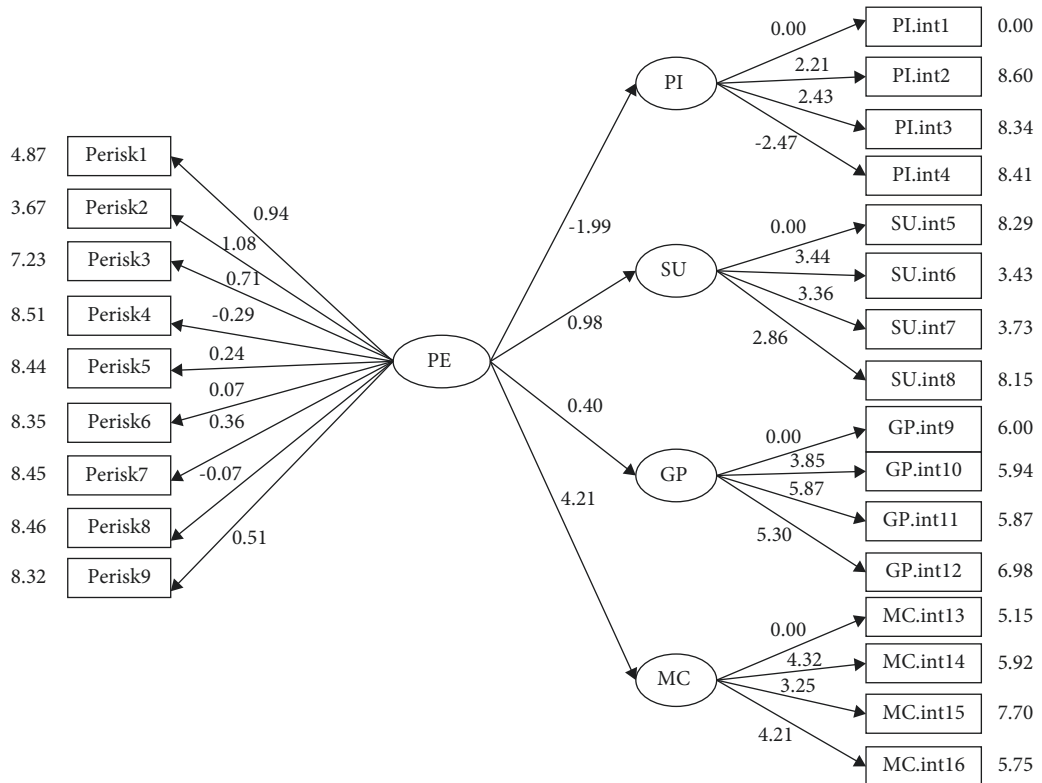 4.87 Perisk1
3.67 Perisk2
7.23 Perisk3
8.51 Perisk4
8.44 Perisk5
8.35 Perisk6
8.45 Perisk7
8.46 Perisk8
8.32 Perisk9
0.94
1.08
0.71
-0.29
0.24
0.07
0.36
-0.07
0.51
PE
-1.99
0.98
0.40
4.21
PI
0.00
2.21
2.43
-2.47
PI.int1 0.00
PI.int2 8.60
PI.int3 8.34
PI.int4 8.41
SU
0.00
3.44
3.36
2.86
SU.int5 8.29
SU.int6 3.43
SU.int7 3.73
SU.int8 8.15
GP
0.00
3.85
5.87
5.30
GP.int9 6.00
GP.int10 5.94
GP.int11 5.87
GP.int12 6.98
MC
0.00
4.32
3.25
4.21
MC.int13 5.15
MC.int14 5.92
MC.int15 7.70
MC.int16 5.75